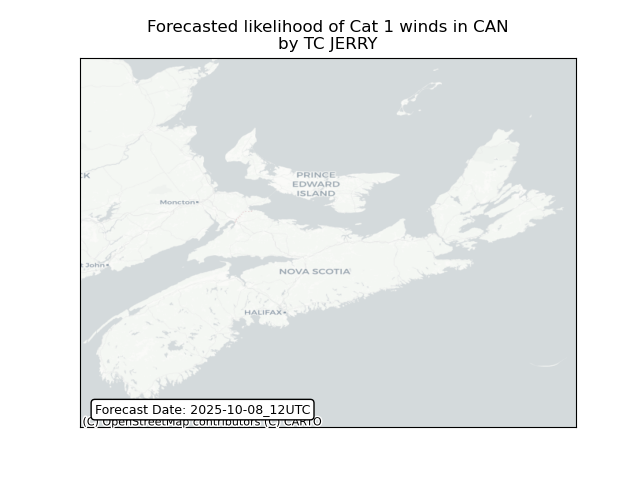 Forecasted likelihood of Cat 1 winds in CAN
by TC JERRY
PRINCE
EDWARD
ISLAND
CK
Moncton
t John
NOVA SCOTIA
HALIFAX
Forecast Date: 2025-10-08_12UTC
(C) OpenStreetMap contributors (C) CARTO